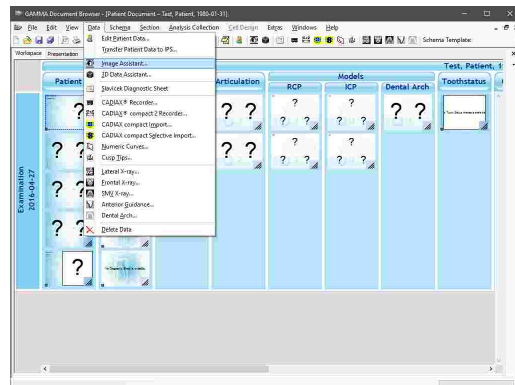 GAMMA Document Browser - [Patient Document - Test, Patient, 1980-01-31]
File Edit View Data Schema Section Analysis Collection Cell Design Extras Windows Help
Schema Template:
Workspace Presentation
Edit Patient Data...
Transfer Patient Data to IPS...
Image Assistant...
3D Data Assistant...
Slavicek Diagnostic Sheet
CADIAX® Recorder...
CADIAX® compact 2 Recorder...
CADIAX compact Import...
CADIAX compact Selective Import...
Numeric Curves...
Cusp Tips...
Lateral X-ray...
Frontal X-ray...
SMV X-ray...
Anterior Guidance...
Dental Arch...
Delete Data
Test, Patient, 1
Patient
Articulation
Models
RCP
ICP
Dental Arch
Toothstatus
?
? ?
? ?
? ?
?
? ?
? ?
?
? ?
?
? ?
?
? ?
?
? ?
Examination
2016-04-27